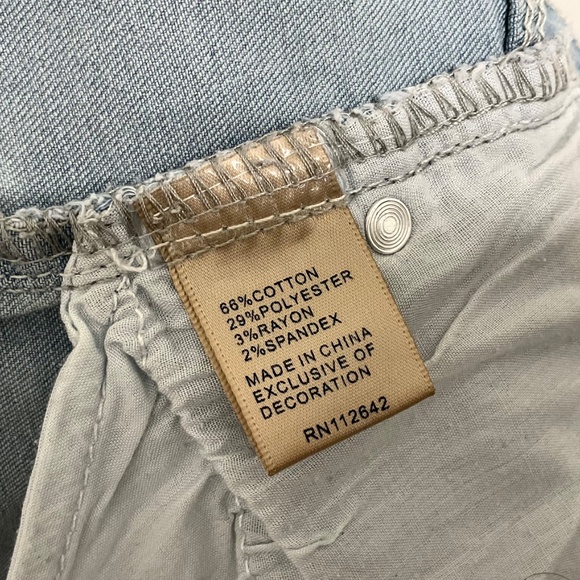 66%COTTON
29%POLYESTER
3%RAYON
2%SPANDEX
MADE IN CHINA
EXCLUSIVE OF
DECORATION
RN112642